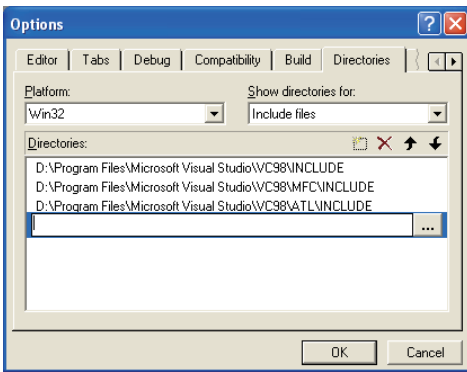 Options
Editor Tabs Debug Compatibility Build Directories
Platform: Show directories for:
Win32 Include files
Directories:
D:\Program Files\Microsoft Visual Studio\VC98\INCLUDE
D:\Program Files\Microsoft Visual Studio\VC98\MFC\INCLUDE
D:\Program Files\Microsoft Visual Studio\VC98\ATL\INCLUDE
...
OK Cancel